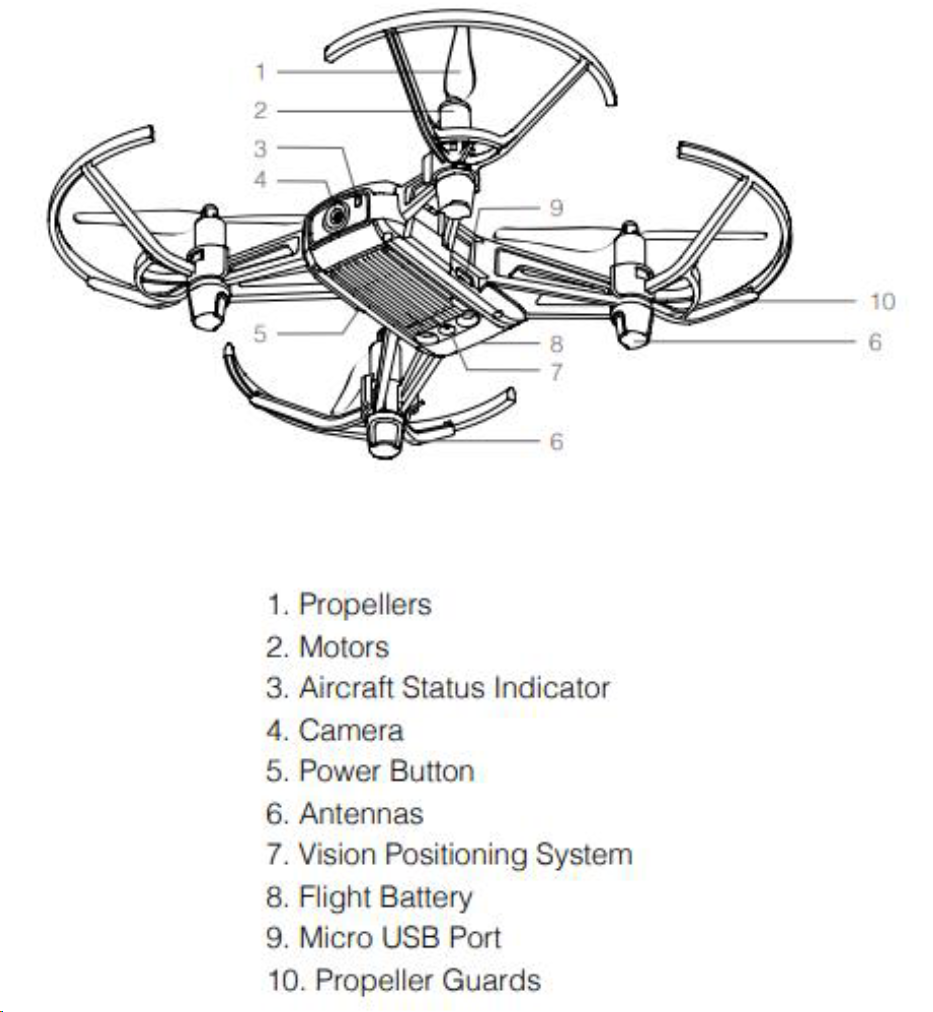 1
2
3
4
9
10
5
6
8
7
6
1. Propellers
2. Motors
3. Aircraft Status Indicator
4. Camera
5. Power Button
6. Antennas
7. Vision Positioning System
8. Flight Battery
9. Micro USB Port
10. Propeller Guards